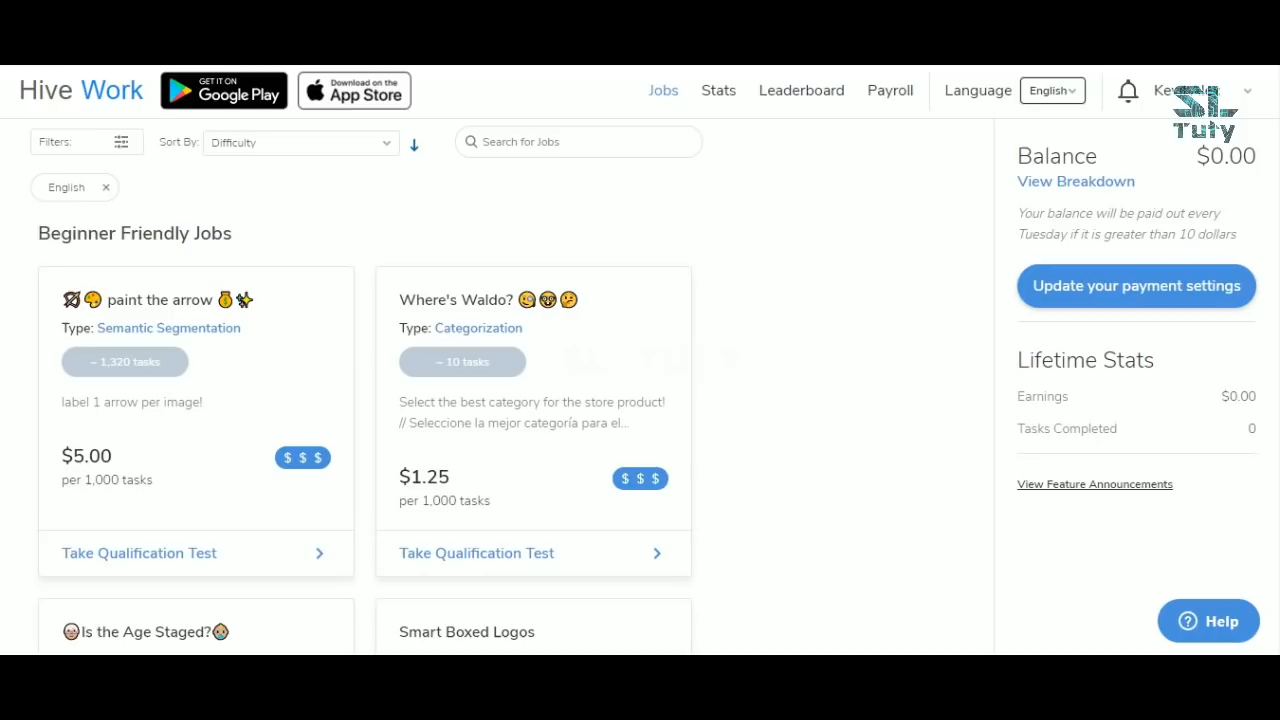 Hive Work
GET IT ON
Google Play
Download on the
App Store
Jobs
Stats
Leaderboard
Payroll
Language
English
SL
Tuty
Filters:
Sort By:
Difficulty
Search for Jobs
English
Beginner Friendly Jobs
paint the arrow
Type: Semantic Segmentation
~ 1,320 tasks
label 1 arrow per image!
$5.00
$ $ $
per 1,000 tasks
Take Qualification Test
Where's Waldo?
Type: Categorization
~ 10 tasks
Select the best category for the store product!
// Seleccione la mejor categoría para el...
$1.25
$ $ $
per 1,000 tasks
Take Qualification Test
Is the Age Staged?
Smart Boxed Logos
Balance
$0.00
View Breakdown
Your balance will be paid out every
Tuesday if it is greater than 10 dollars
Update your payment settings
Lifetime Stats
Earnings
$0.00
Tasks Completed
0
View Feature Announcements
Help